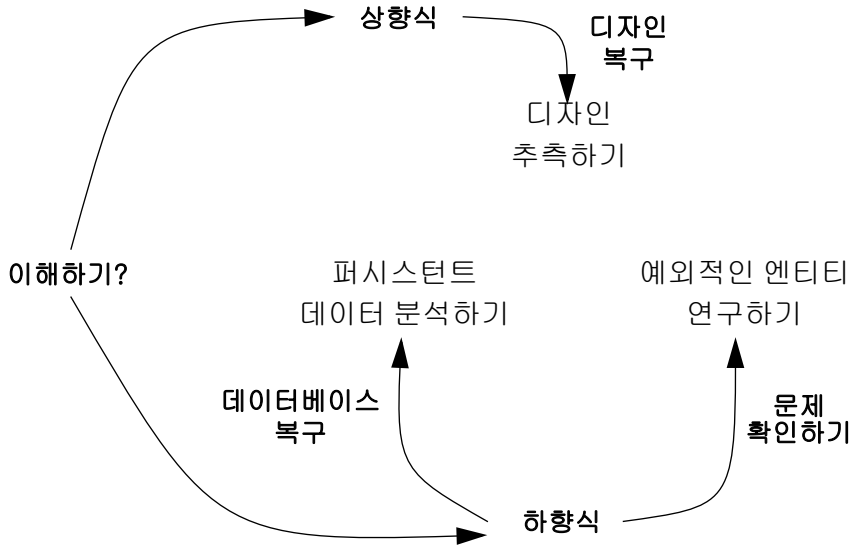 상향식
디자인
복구
디자인
추측하기
이해하기?
퍼시스턴트
데이터 분석하기
예외적인 엔티티
연구하기
데이터베이스
복구
문제
확인하기
하향식